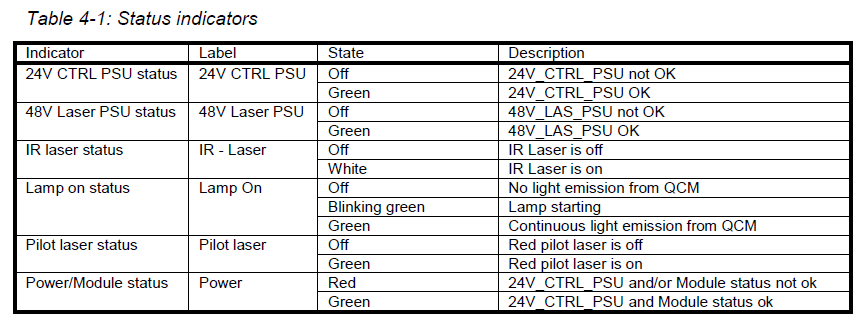 Table 4-1: Status indicators
Indicator Label State Description
24V CTRL PSU status 24V CTRL PSU Off 24V_CTRL_PSU not OK
Green 24V_CTRL_PSU OK
48V Laser PSU status 48V Laser PSU Off 48V_LAS_PSU not OK
Green 48V_LAS_PSU OK
IR laser status IR - Laser Off IR Laser is off
White IR Laser is on
Lamp on status Lamp On Off No light emission from QCM
Blinking green Lamp starting
Green Continuous light emission from QCM
Pilot laser status Pilot laser Off Red pilot laser is off
Green Red pilot laser is on
Power/Module status Power Red 24V_CTRL_PSU and/or Module status not ok
Green 24V_CTRL_PSU and Module status ok